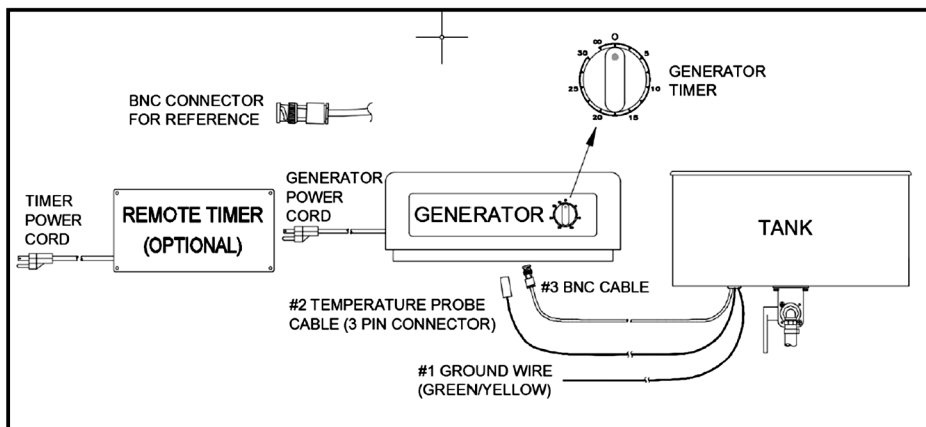 BNC CONNECTOR
FOR REFERENCE
0
5
10
15
20
25
30
∞
GENERATOR
TIMER
TIMER
POWER
CORD
REMOTE TIMER
(OPTIONAL)
GENERATOR
POWER
CORD
GENERATOR
TANK
#3 BNC CABLE
#2 TEMPERATURE PROBE
CABLE (3 PIN CONNECTOR)
#1 GROUND WIRE
(GREEN/YELLOW)